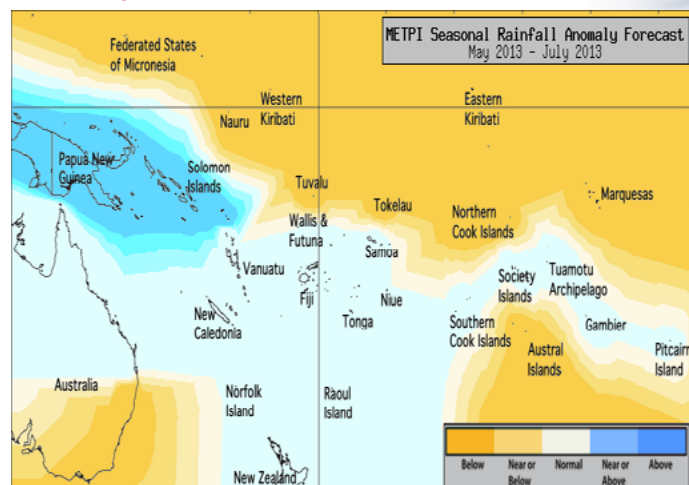 METPI Seasonal Rainfall Anomaly Forecast
May 2013 - July 2013
Federated States
of Micronesia
Western
Kiribati
Eastern
Kiribati
Nauru
Papua New
Guinea
Solomon
Islands
Tuvalu
Tokelau
Marquesas
Northern
Cook Islands
Wallis &
Futuna
Samoa
Vanuatu
Fiji
Niue
Society
Islands
Tuamotu
Archipelago
New
Caledonia
Tonga
Southern
Cook Islands
Gambier
Austral
Islands
Pitcairn
Island
Australia
Norfolk
Island
Raoul
Island
New Zealand
Below
Near or
Below
Normal
Near or
Above
Above